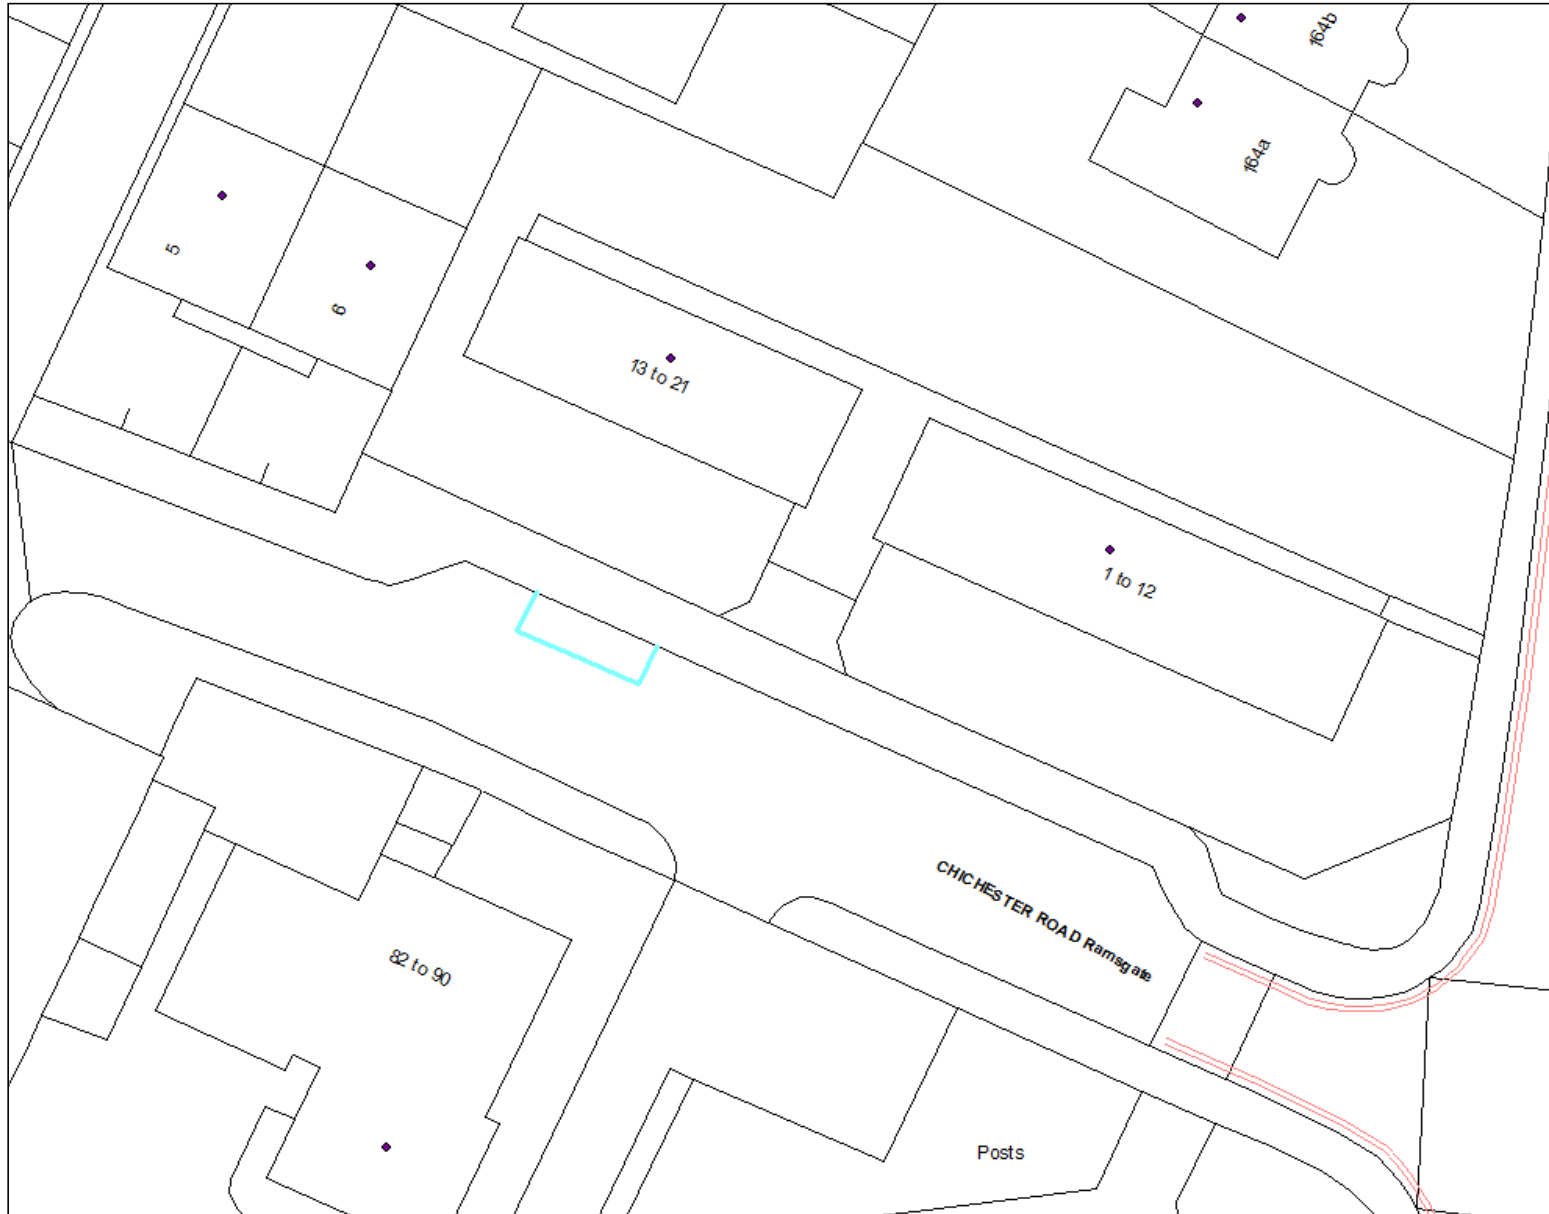 164b
164a
5
6
13 to 21
1 to 12
CHICHESTER ROAD Ramsgate
82 to 90
Posts